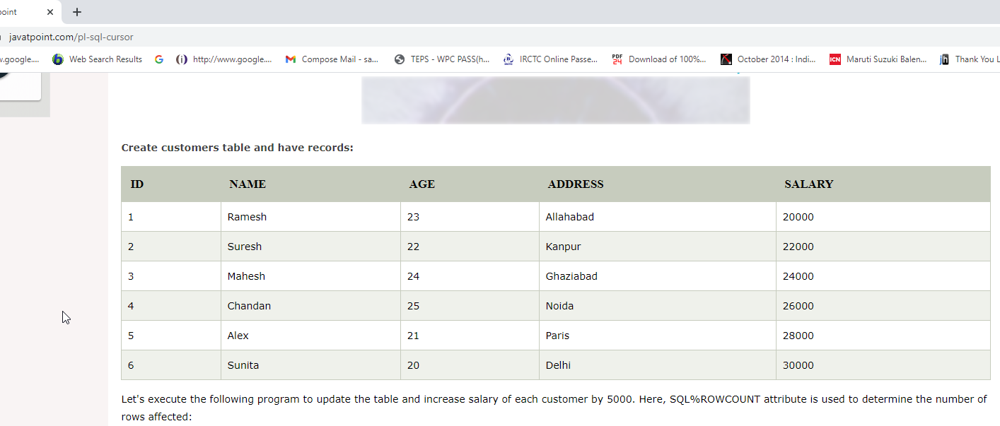 point
javatpoint.com/pl-sql-cursor
w.google.... Web Search Results http://www.google.... Compose Mail - sa... TEPS - WPC PASS(h... IRCTC Online Passe... PDF 24 Download of 100%... October 2014 : Indi... ICN Maruti Suzuki Balen... jh Thank You L
Create customers table and have records:
ID NAME AGE ADDRESS SALARY
1 Ramesh 23 Allahabad 20000
2 Suresh 22 Kanpur 22000
3 Mahesh 24 Ghaziabad 24000
4 Chandan 25 Noida 26000
5 Alex 21 Paris 28000
6 Sunita 20 Delhi 30000
Let's execute the following program to update the table and increase salary of each customer by 5000. Here, SQL%ROWCOUNT attribute is used to determine the number of
rows affected: